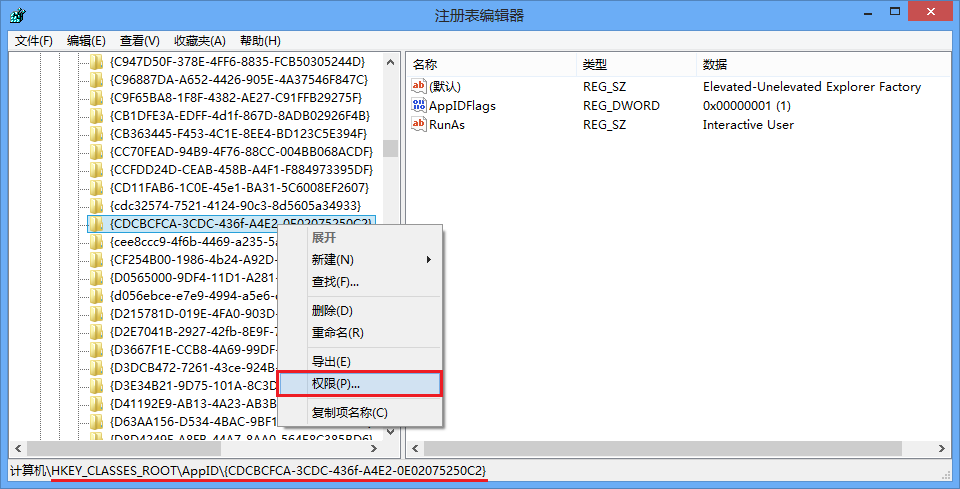 注册表编辑器
文件(F) 编辑(E) 查看(V) 收藏夹(A) 帮助(H)
{C947D50F-378E-4FF6-8835-FCB50305244D}
{C96887DA-A652-4426-905E-4A37546F847C}
{C9F65BA8-1F8F-4382-AE27-C91FFB29275F}
{CB1DFE3A-EDFF-4d1f-867D-8ADB02926F4B}
{CB363445-F453-4C1E-8EE4-BD123C5E394F}
{CC70FEAD-94B9-4F76-88CC-004BB068ACDF}
{CCFDD24D-CEAB-458B-A4F1-F884973395DF}
{CD11FAB6-1C0E-45e1-BA31-5C6008EF2607}
{cdc32574-7521-4124-90c3-8d5605a34933}
{CDCBCFCA-3CDC-436f-A4E2-0E02075250C2}
{cee8ccc9-4f6b-4469-a235-5a
{CF254B00-1986-4b24-A92D-
{D0565000-9DF4-11D1-A281-
{d056ebce-e7e9-4994-a5e6-
{D215781D-019E-4FA0-903D-
{D2E7041B-2927-42fb-8E9F-7
{D3667F1E-CCB8-4A69-99DF-
{D3DCB472-7261-43ce-924B-
{D3E34B21-9D75-101A-8C3D
{D41192E9-AB13-4A23-AB3B
{D63AA156-D534-4BAC-9BF1
{D8D4249F-A8FB-44A7-8AA0-564E8C385BD6}
名称 类型 数据
(默认) REG_SZ Elevated-Unelevated Explorer Factory
AppIDFlags REG_DWORD 0x00000001 (1)
RunAs REG_SZ Interactive User
展开
新建(N)
查找(F)...
删除(D)
重命名(R)
导出(E)
权限(P)...
复制项名称(C)
计算机\HKEY_CLASSES_ROOT\AppID\{CDCBCFCA-3CDC-436f-A4E2-0E02075250C2}